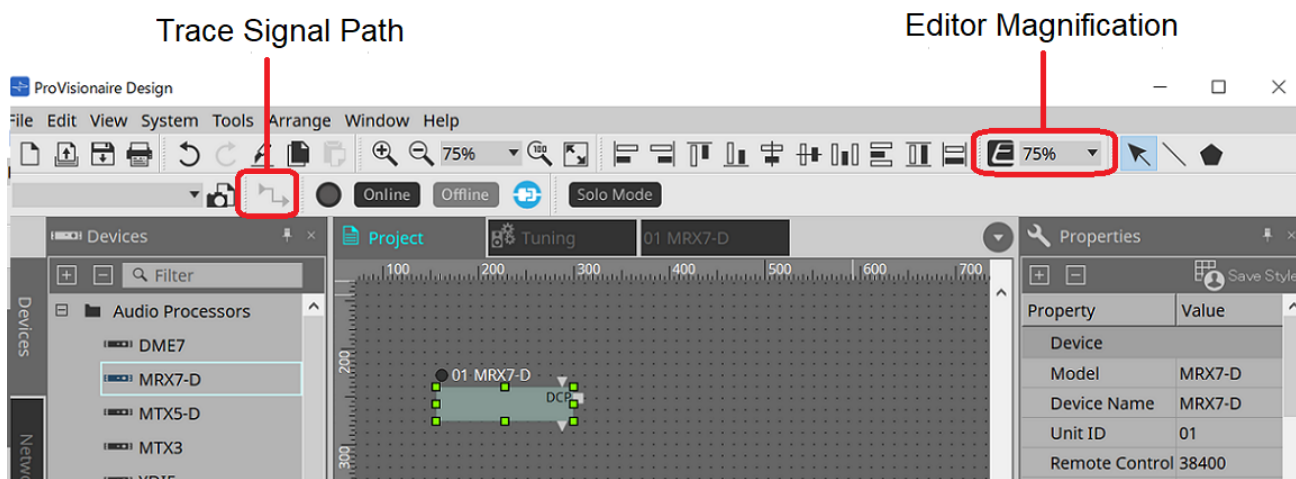 Trace Signal Path
Editor Magnification
ProVisionaire Design
File Edit View System Tools Arrange Window Help
75%
100
75%
Online
Offline
Solo Mode
Devices
Project
Tuning
01 MRX7-D
Properties
Filter
100 200 300 400 500 600 700
Save Style
Devices
Audio Processors
Property Value
Device
DME7
200
01 MRX7-D
MRX7-D
Model MRX7-D
DCP
Device Name MRX7-D
MTX5-D
Unit ID 01
MTX3
300
Remote Control 38400